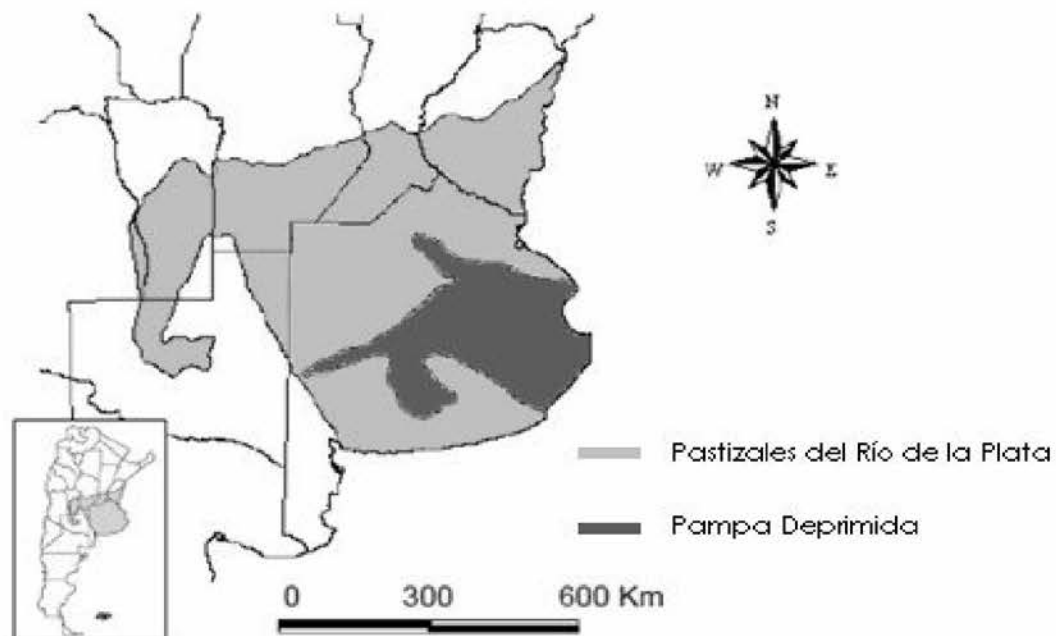 N
W E
S
Pastizales del Río de la Plata
Pampa Deprimida
0 300 600 Km